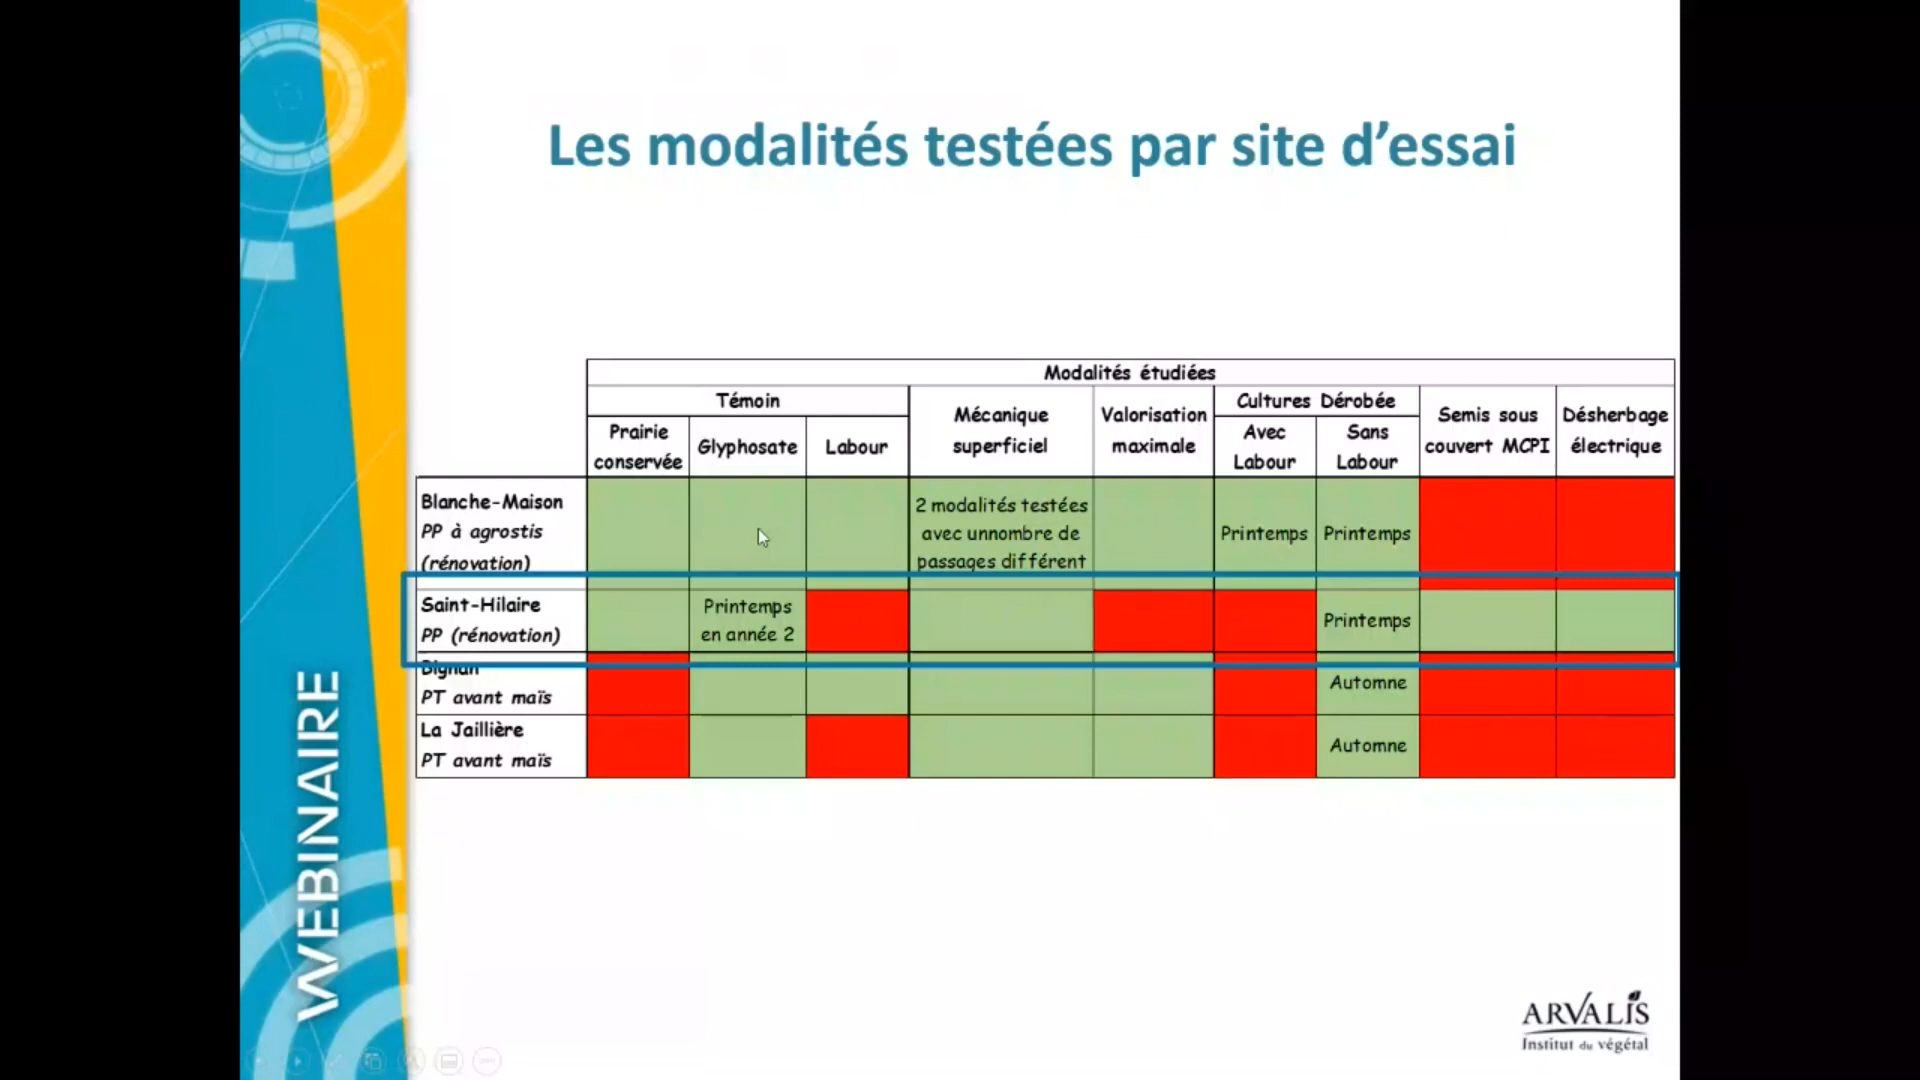 Les modalités testées par site d'essai
Modalités étudiées
Témoin
Mécanique
superficiel
Valorisation
maximale
Cultures Dérobée
Semis sous
couvert MCPI
Désherbage
électrique
Prairie
conservée
Glyphosate
Labour
Avec
Labour
Sans
Labour
Blanche-Maison
PP à agrostis
(rénovation)
2 modalités testées
avec unnombre de
passages différent
Printemps
Printemps
Saint-Hilaire
PP (rénovation)
Printemps
en année 2
Printemps
Bignan
PT avant maïs
Automne
La Jaillière
PT avant maïs
Automne
WEBINAIRE
ARVALIS
Institut du végétal